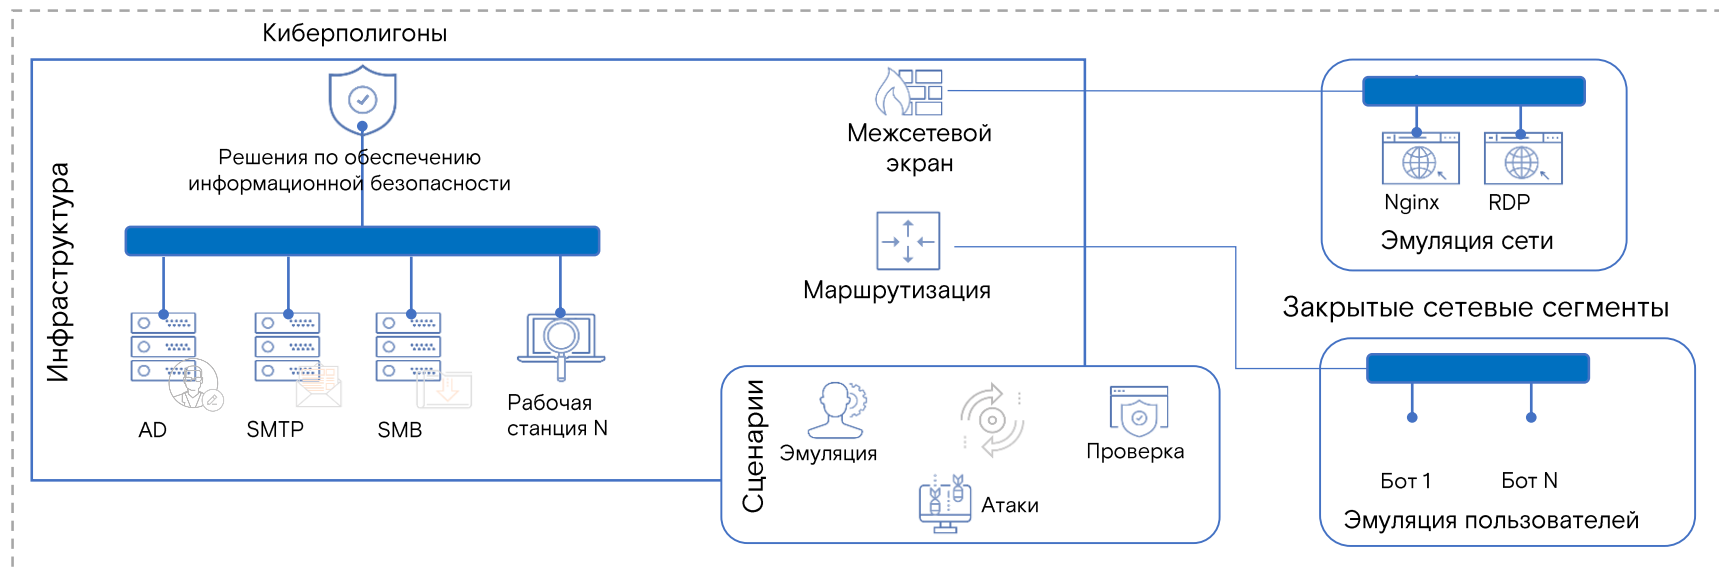 Киберполигоны
Инфраструктура
Решения по обеспечению
информационной безопасности
AD
SMTP
SMB
Рабочая
станция N
Межсетевой
экран
Маршрутизация
Сценарии
Эмуляция
Проверка
Атаки
Nginx
RDP
Эмуляция сети
Закрытые сетевые сегменты
Бот 1
Бот N
Эмуляция пользователей